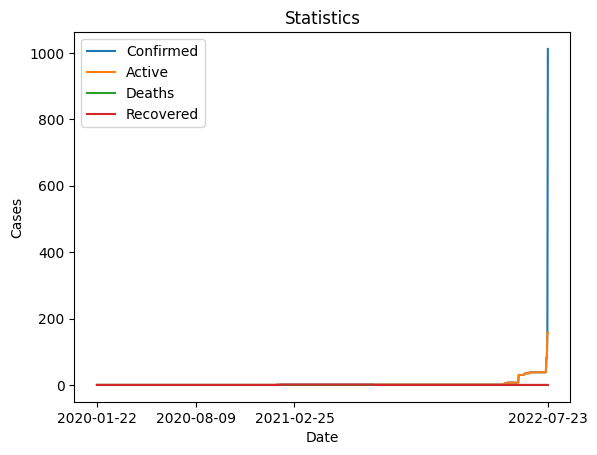 Statistics
Confirmed
Active
Deaths
Recovered
1000
800
600
400
200
0
Cases
2020-01-22 2020-08-09 2021-02-25 2022-07-23
Date